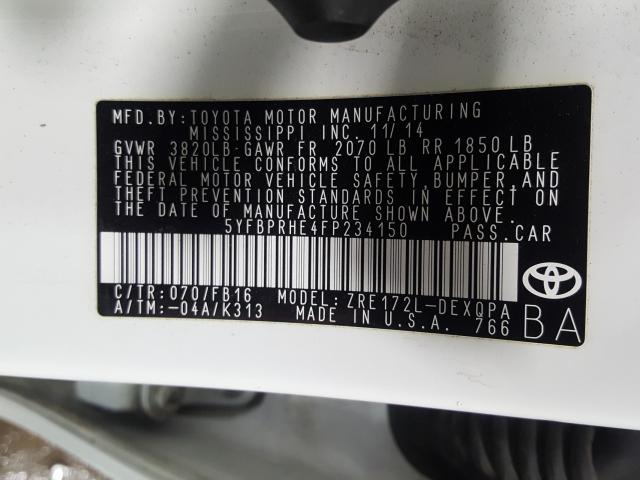 MFD.BY: TOYOTA MOTOR MANUFACTURING
MISSISSIPPI INC. 11/14
GVWR 3820LB GAWR FR 2070 LB RR 1850 LB
THIS VEHICLE CONFORMS TO ALL APPLICABLE
FEDERAL MOTOR VEHICLE SAFETY, BUMPER, AND
THEFT PREVENTION STANDARDS IN EFFECT ON
THE DATE OF MANUFACTURE SHOWN ABOVE.
5YFBPRHE4FP234150 PASS.CAR
C/TR: 070/FB16 MODEL: ZRE172L-DEXQPA
A/TM: -04A/K313 MADE IN U.S.A. 766
TOYOTA
BA